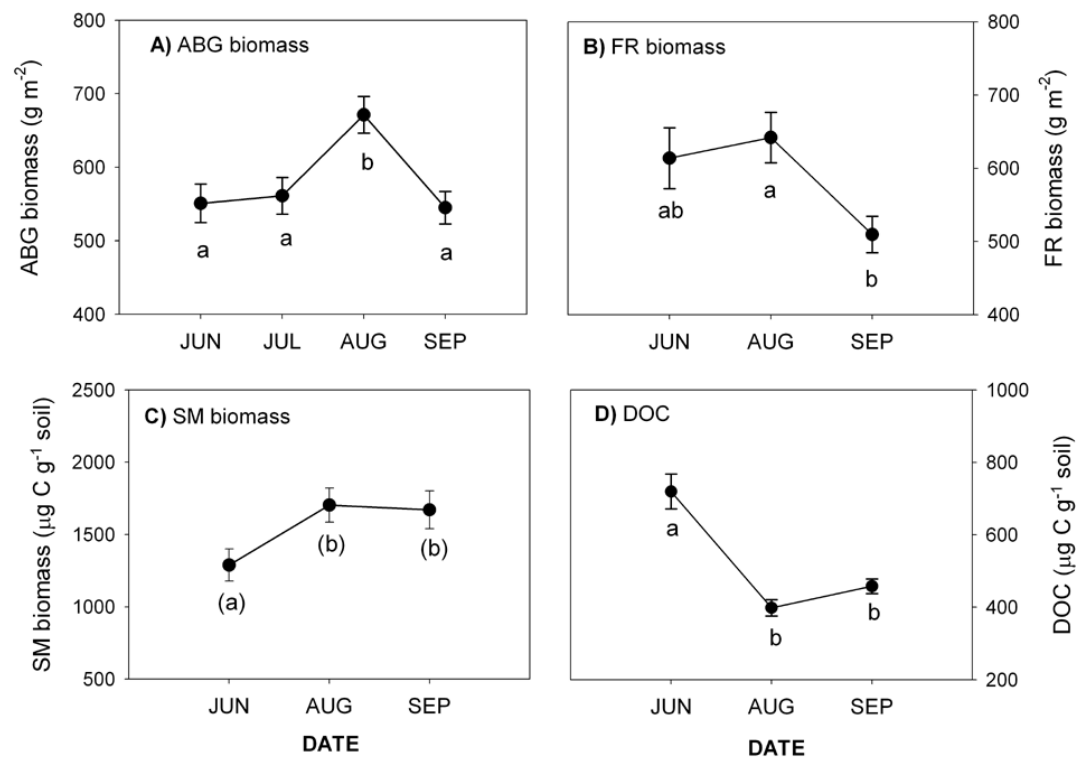 A) ABG biomass
ABG biomass (g m⁻²)
800
700
600
500
400
a
a
b
a
JUN JUL AUG SEP
B) FR biomass
FR biomass (g m⁻²)
800
700
600
500
400
ab
a
b
JUN AUG SEP
C) SM biomass
SM biomass (μg C g⁻¹ soil)
2500
2000
1500
1000
500
(a)
(b)
(b)
JUN AUG SEP
DATE
D) DOC
DOC (μg C g⁻¹ soil)
1000
800
600
400
200
a
b
b
JUN AUG SEP
DATE